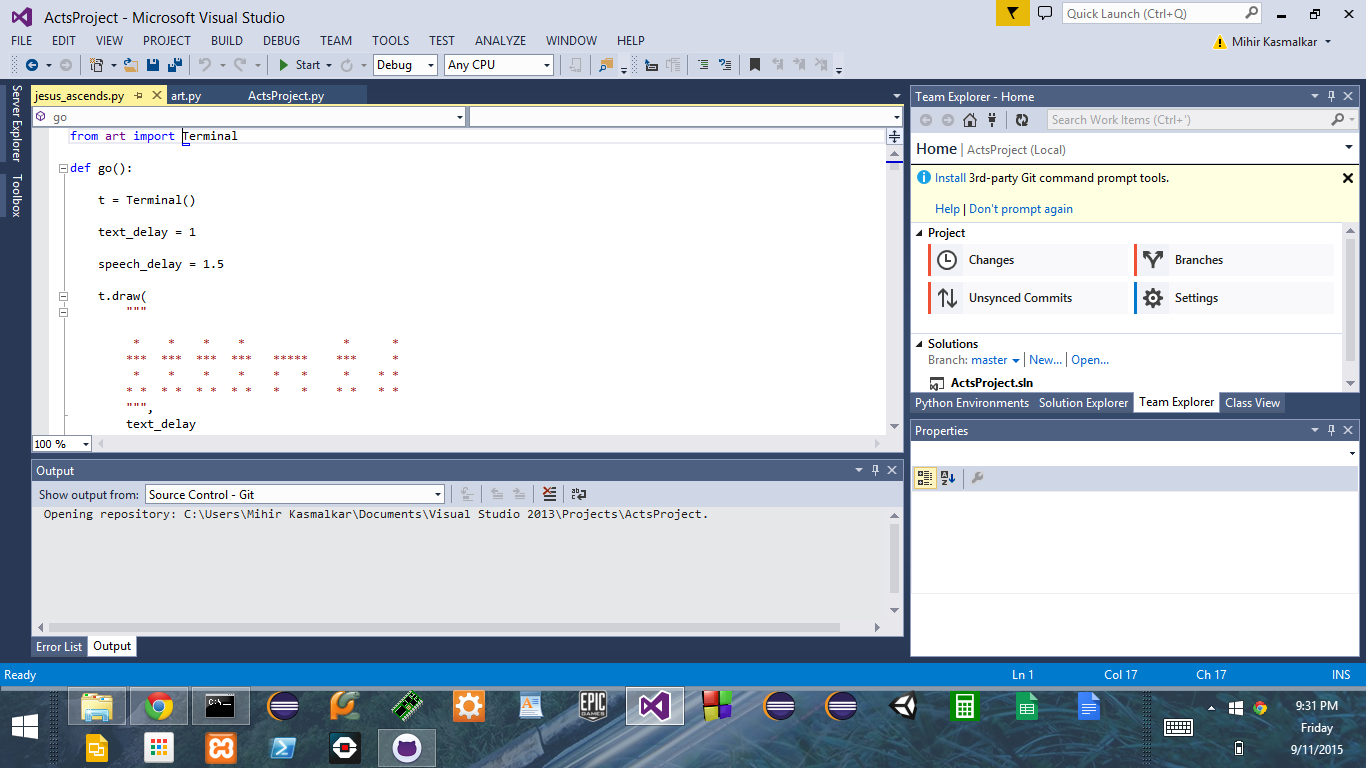 ActsProject - Microsoft Visual Studio
Quick Launch (Ctrl+Q)
FILE EDIT VIEW PROJECT BUILD DEBUG TEAM TOOLS TEST ANALYZE WINDOW HELP
Mihir Kasmalkar
Start Debug Any CPU
Server Explorer
Toolbox
jesus_ascends.py art.py ActsProject.py
go
from art import Terminal
def go():
t = Terminal()
text_delay = 1
speech_delay = 1.5
t.draw(
"""
*   *   *   *              *      *
***  ***  ***  ***   *****    ***     *
*    *    *    *    *   *     *    * *
* *  * *  * *  * *   *   *    * *   * *
""",
text_delay
100 %
Output
Show output from: Source Control - Git
Opening repository: C:\Users\Mihir Kasmalkar\Documents\Visual Studio 2013\Projects\ActsProject.
Error List Output
Team Explorer - Home
Search Work Items (Ctrl+')
Home | ActsProject (Local)
Install 3rd-party Git command prompt tools.
Help | Don't prompt again
Project
Changes Branches
Unsynced Commits Settings
Solutions
Branch: master | New... | Open...
ActsProject.sln
Python Environments Solution Explorer Team Explorer Class View
Properties
Ready Ln 1 Col 17 Ch 17 INS
C:\_
EPIC
GAMES
9:31 PM
Friday
9/11/2015